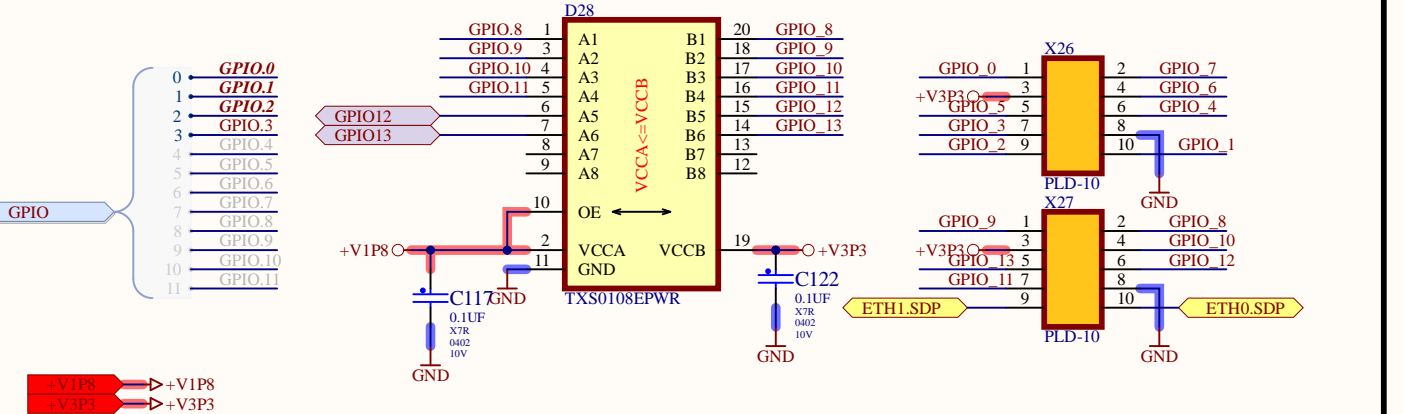 D28
GPIO.8 1 A1 B1 20 GPIO_8
GPIO.9 3 A2 B2 18 GPIO_9
GPIO.10 4 A3 B3 17 GPIO_10
GPIO.11 5 A4 B4 16 GPIO_11
GPIO12 6 A5 B5 15 GPIO_12
GPIO13 7 A6 B6 14 GPIO_13
8 A7 B7 13
9 A8 B8 12
VCCA<=VCCB
10 OE
+V1P8 2 VCCA VCCB 19 +V3P3
11 GND
GND
TXS0108EPWR
C117
0.1UF
X7R
0402
10V
GND
C122
0.1UF
X7R
0402
10V
GND
GPIO
0 GPIO.0
1 GPIO.1
2 GPIO.2
3 GPIO.3
4 GPIO.4
5 GPIO.5
6 GPIO.6
7 GPIO.7
8 GPIO.8
9 GPIO.9
10 GPIO.10
11 GPIO.11
X26
GPIO_0 1 2 GPIO_7
+V3P3 3 4 GPIO_6
GPIO_5 5 6 GPIO_4
GPIO_3 7 8
GPIO_2 9 10 GPIO_1
PLD-10
GND
X27
GPIO_9 1 2 GPIO_8
+V3P3 3 4 GPIO_10
GPIO_13 5 6 GPIO_12
GPIO_11 7 8
ETH1.SDP 9 10 ETH0.SDP
PLD-10
GND
+V1P8 +V1P8
+V3P3 +V3P3